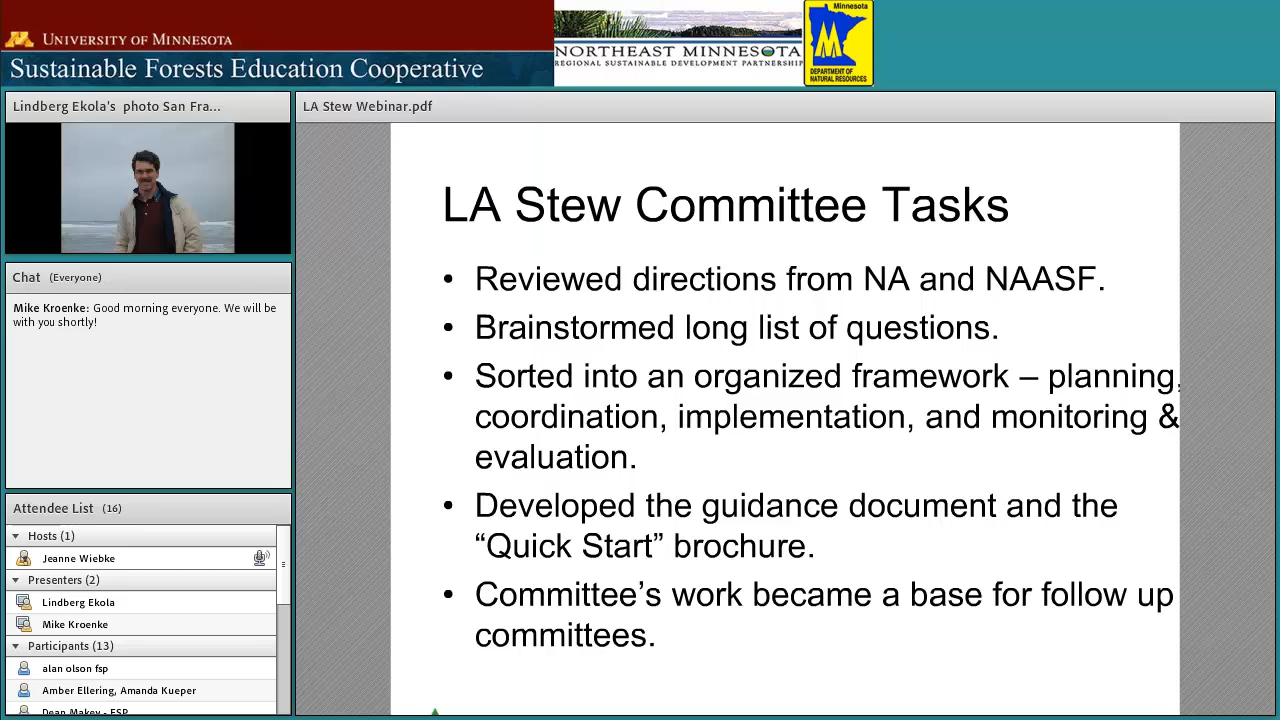 UNIVERSITY OF MINNESOTA
Sustainable Forests Education Cooperative
NORTHEAST MINNESOTA
REGIONAL SUSTAINABLE DEVELOPMENT PARTNERSHIP
Minnesota
DEPARTMENT OF
NATURAL RESOURCES
Lindberg Ekola's photo San Fra...
Chat (Everyone)
Mike Kroenke: Good morning everyone. We will be
with you shortly!
Attendee List (16)
Hosts (1)
Jeanne Wiebke
Presenters (2)
Lindberg Ekola
Mike Kroenke
Participants (13)
alan olson fsp
Amber Ellering, Amanda Kueper
LA Stew Webinar.pdf
LA Stew Committee Tasks
• Reviewed directions from NA and NAASF.
• Brainstormed long list of questions.
• Sorted into an organized framework – planning,
coordination, implementation, and monitoring &
evaluation.
• Developed the guidance document and the
“Quick Start” brochure.
• Committee’s work became a base for follow up
committees.